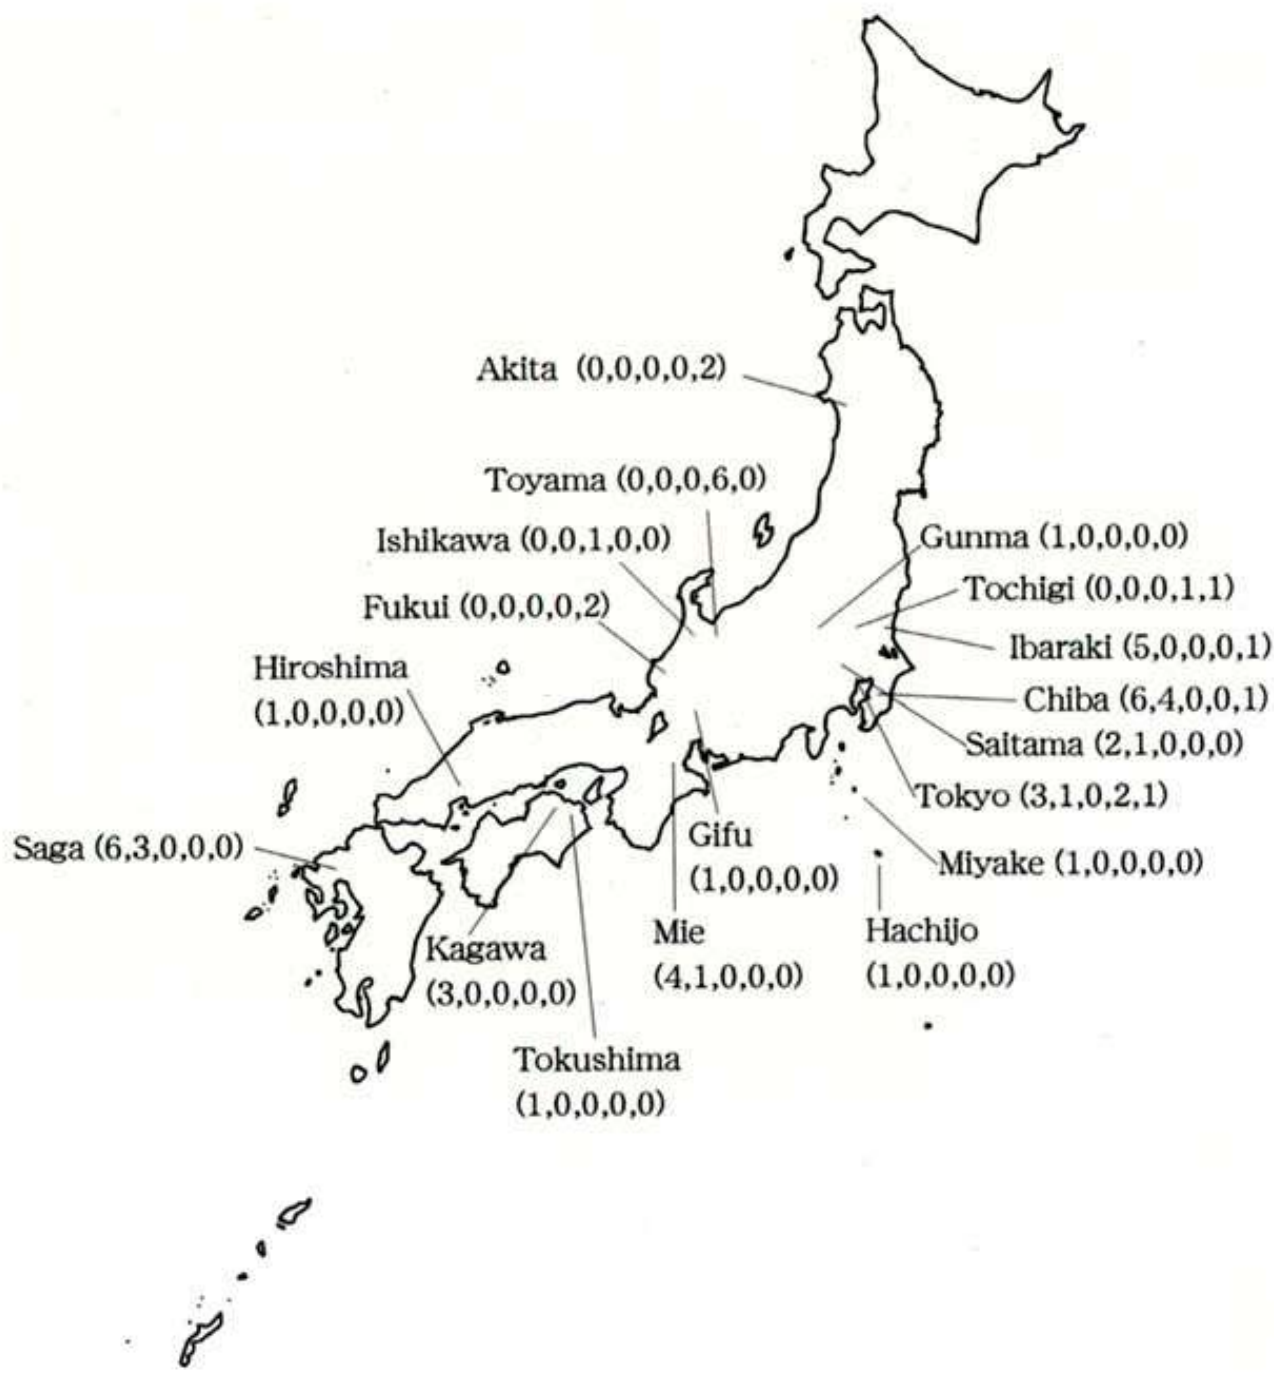 Akita (0,0,0,0,2)
Toyama (0,0,0,6,0)
Ishikawa (0,0,1,0,0)
Gunma (1,0,0,0,0)
Tochigi (0,0,0,1,1)
Fukui (0,0,0,0,2)
Ibaraki (5,0,0,0,1)
Hiroshima
(1,0,0,0,0)
Chiba (6,4,0,0,1)
Saitama (2,1,0,0,0)
Tokyo (3,1,0,2,1)
Saga (6,3,0,0,0)
Gifu
(1,0,0,0,0)
Miyake (1,0,0,0,0)
Mie
(4,1,0,0,0)
Hachijo
(1,0,0,0,0)
Kagawa
(3,0,0,0,0)
Tokushima
(1,0,0,0,0)